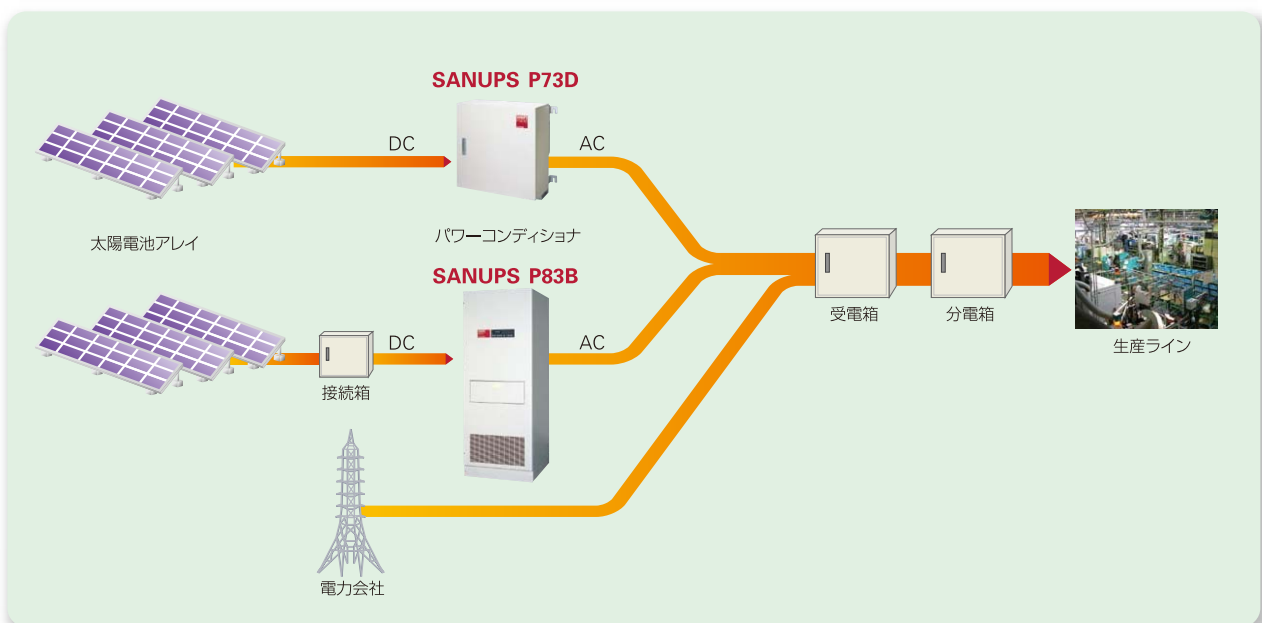 SANUPS P73D
DC
AC
太陽電池アレイ
パワーコンディショナ
SANUPS P83B
DC
AC
接続箱
受電箱
分電箱
生産ライン
電力会社